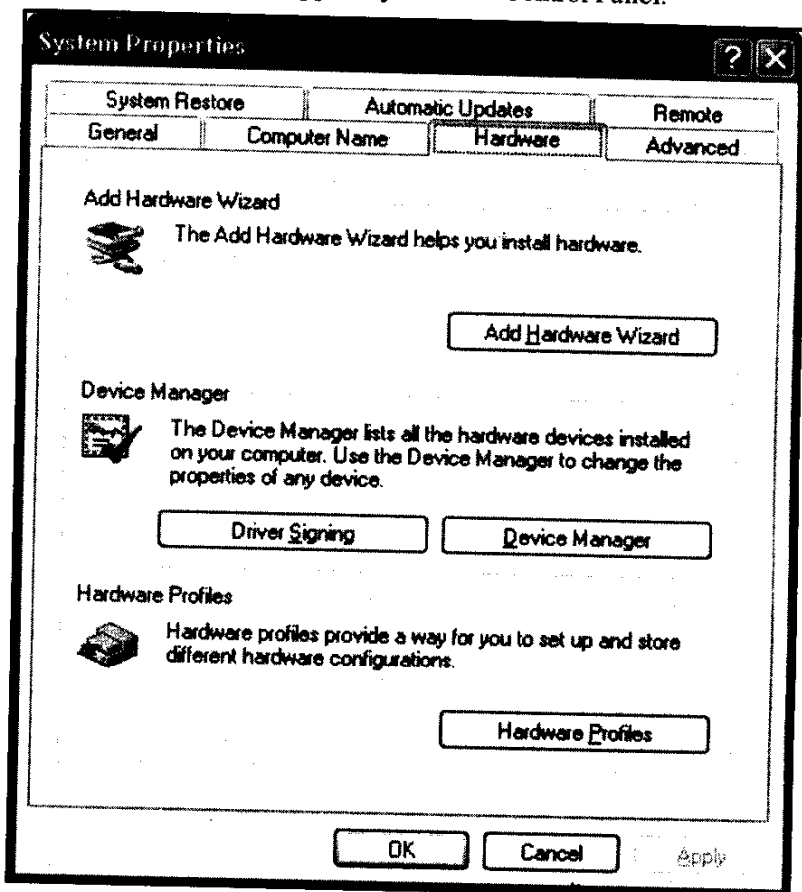 Control Panel.
System Properties
? X
System Restore Automatic Updates Remote
General Computer Name Hardware Advanced
Add Hardware Wizard
The Add Hardware Wizard helps you install hardware.
Add Hardware Wizard
Device Manager
The Device Manager lists all the hardware devices installed
on your computer. Use the Device Manager to change the
properties of any device.
Driver Signing Device Manager
Hardware Profiles
Hardware profiles provide a way for you to set up and store
different hardware configurations.
Hardware Profiles
OK Cancel Apply